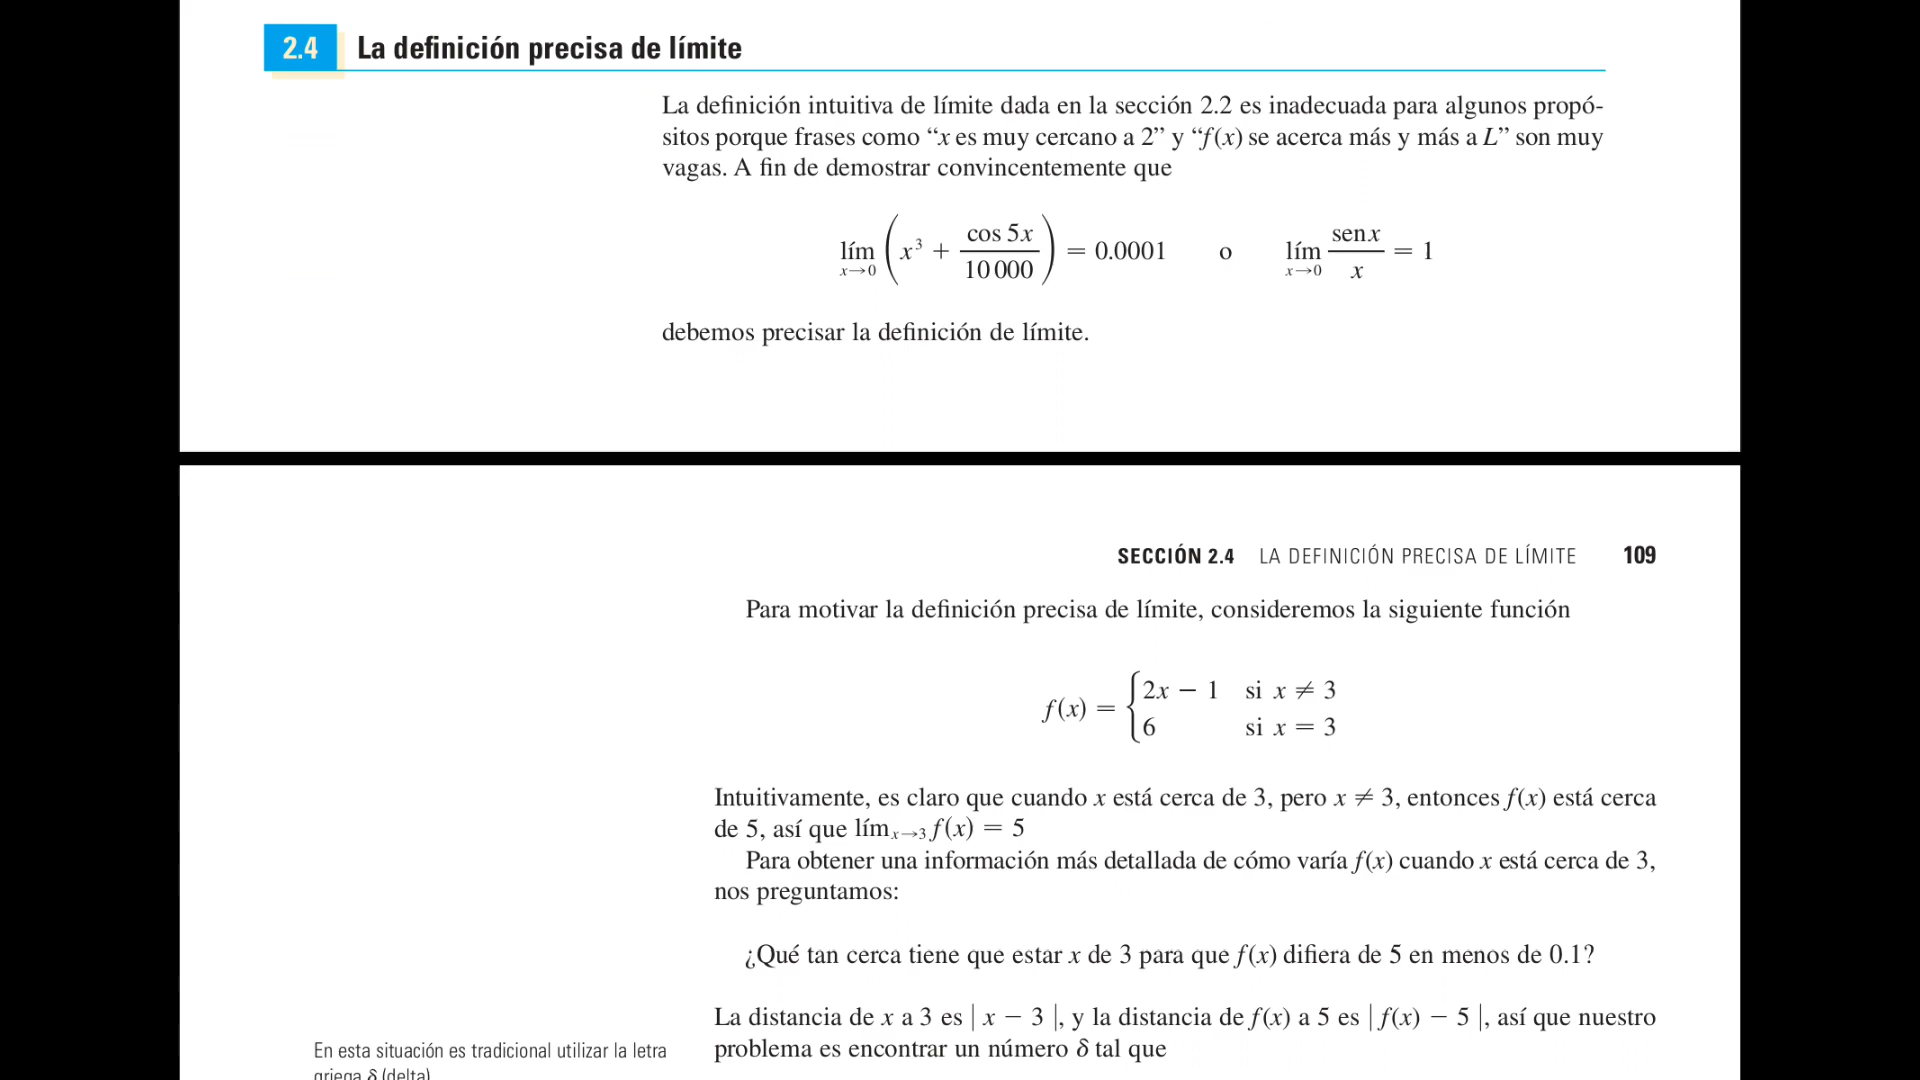 2.4 La definición precisa de límite
La definición intuitiva de límite dada en la sección 2.2 es inadecuada para algunos propó-
sitos porque frases como “x es muy cercano a 2” y “f(x) se acerca más y más a L” son muy
vagas. A fin de demostrar convincentemente que
lím x→0 (x³ + cos 5x / 10 000) = 0.0001 o lím x→0 senx / x = 1
debemos precisar la definición de límite.
SECCIÓN 2.4 LA DEFINICIÓN PRECISA DE LÍMITE 109
Para motivar la definición precisa de límite, consideremos la siguiente función
f(x) = { 2x − 1 si x ≠ 3
6 si x = 3
Intuitivamente, es claro que cuando x está cerca de 3, pero x ≠ 3, entonces f(x) está cerca
de 5, así que lím x→3 f(x) = 5
Para obtener una información más detallada de cómo varía f(x) cuando x está cerca de 3,
nos preguntamos:
¿Qué tan cerca tiene que estar x de 3 para que f(x) difiera de 5 en menos de 0.1?
La distancia de x a 3 es | x − 3 |, y la distancia de f(x) a 5 es | f(x) − 5 |, así que nuestro
problema es encontrar un número δ tal que
En esta situación es tradicional utilizar la letra
griega δ (delta)